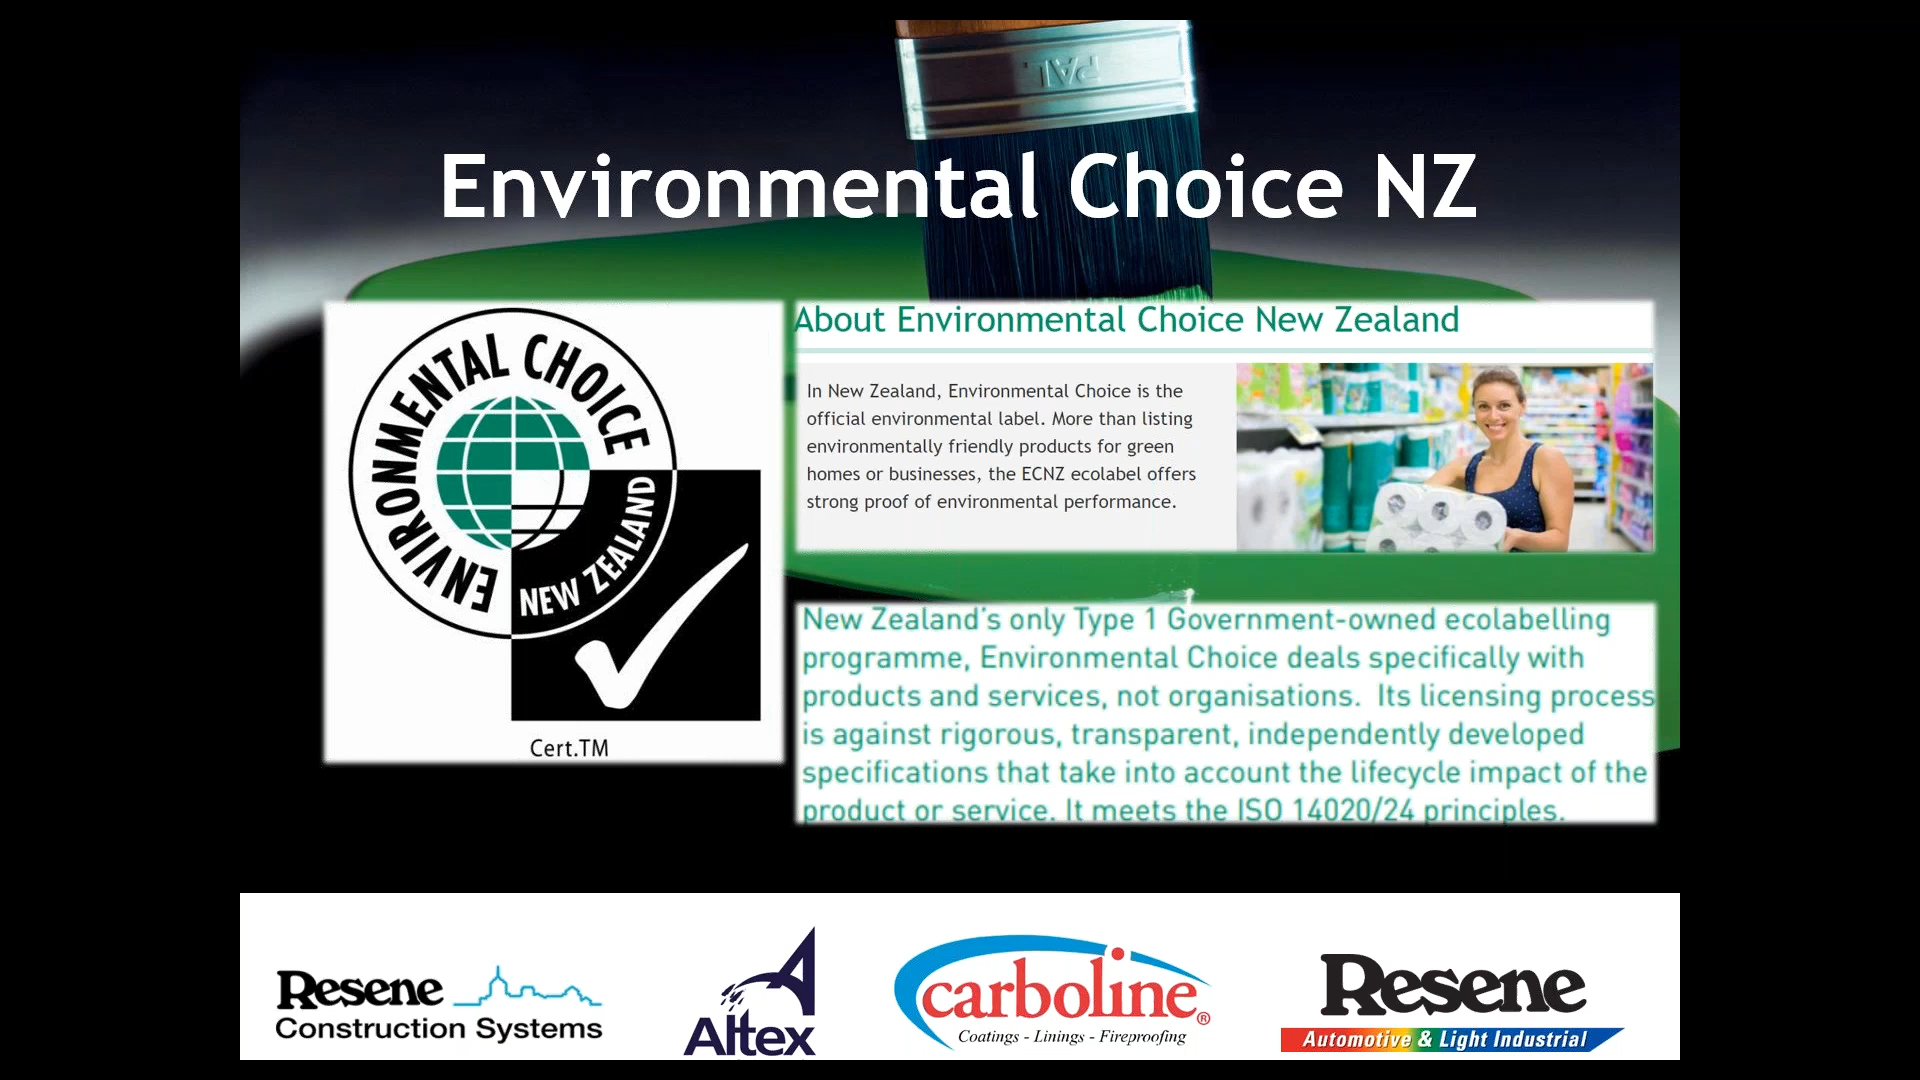 PAL
Environmental Choice NZ
ENVIRONMENTAL CHOICE
NEW ZEALAND
Cert.TM
About Environmental Choice New Zealand
In New Zealand, Environmental Choice is the
official environmental label. More than listing
environmentally friendly products for green
homes or businesses, the ECNZ ecolabel offers
strong proof of environmental performance.
New Zealand's only Type 1 Government-owned ecolabelling
programme, Environmental Choice deals specifically with
products and services, not organisations.  Its licensing process
is against rigorous, transparent, independently developed
specifications that take into account the lifecycle impact of the
product or service. It meets the ISO 14020/24 principles.
Resene
Construction Systems
Altex
carboline®
Coatings - Linings - Fireproofing
Resene
Automotive & Light Industrial